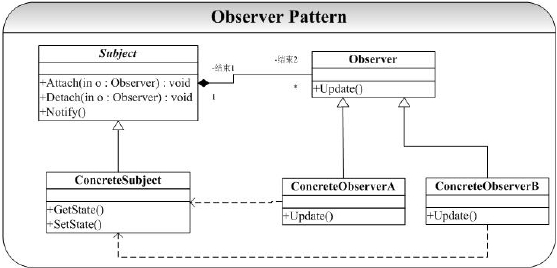 Observer Pattern
Subject
+Attach(in o : Observer) : void
+Detach(in o : Observer) : void
+Notify()
-结束1
1
-结束2
*
Observer
+Update()
ConcreteSubject
+GetState()
+SetState()
ConcreteObserverA
+Update()
ConcreteObserverB
+Update()